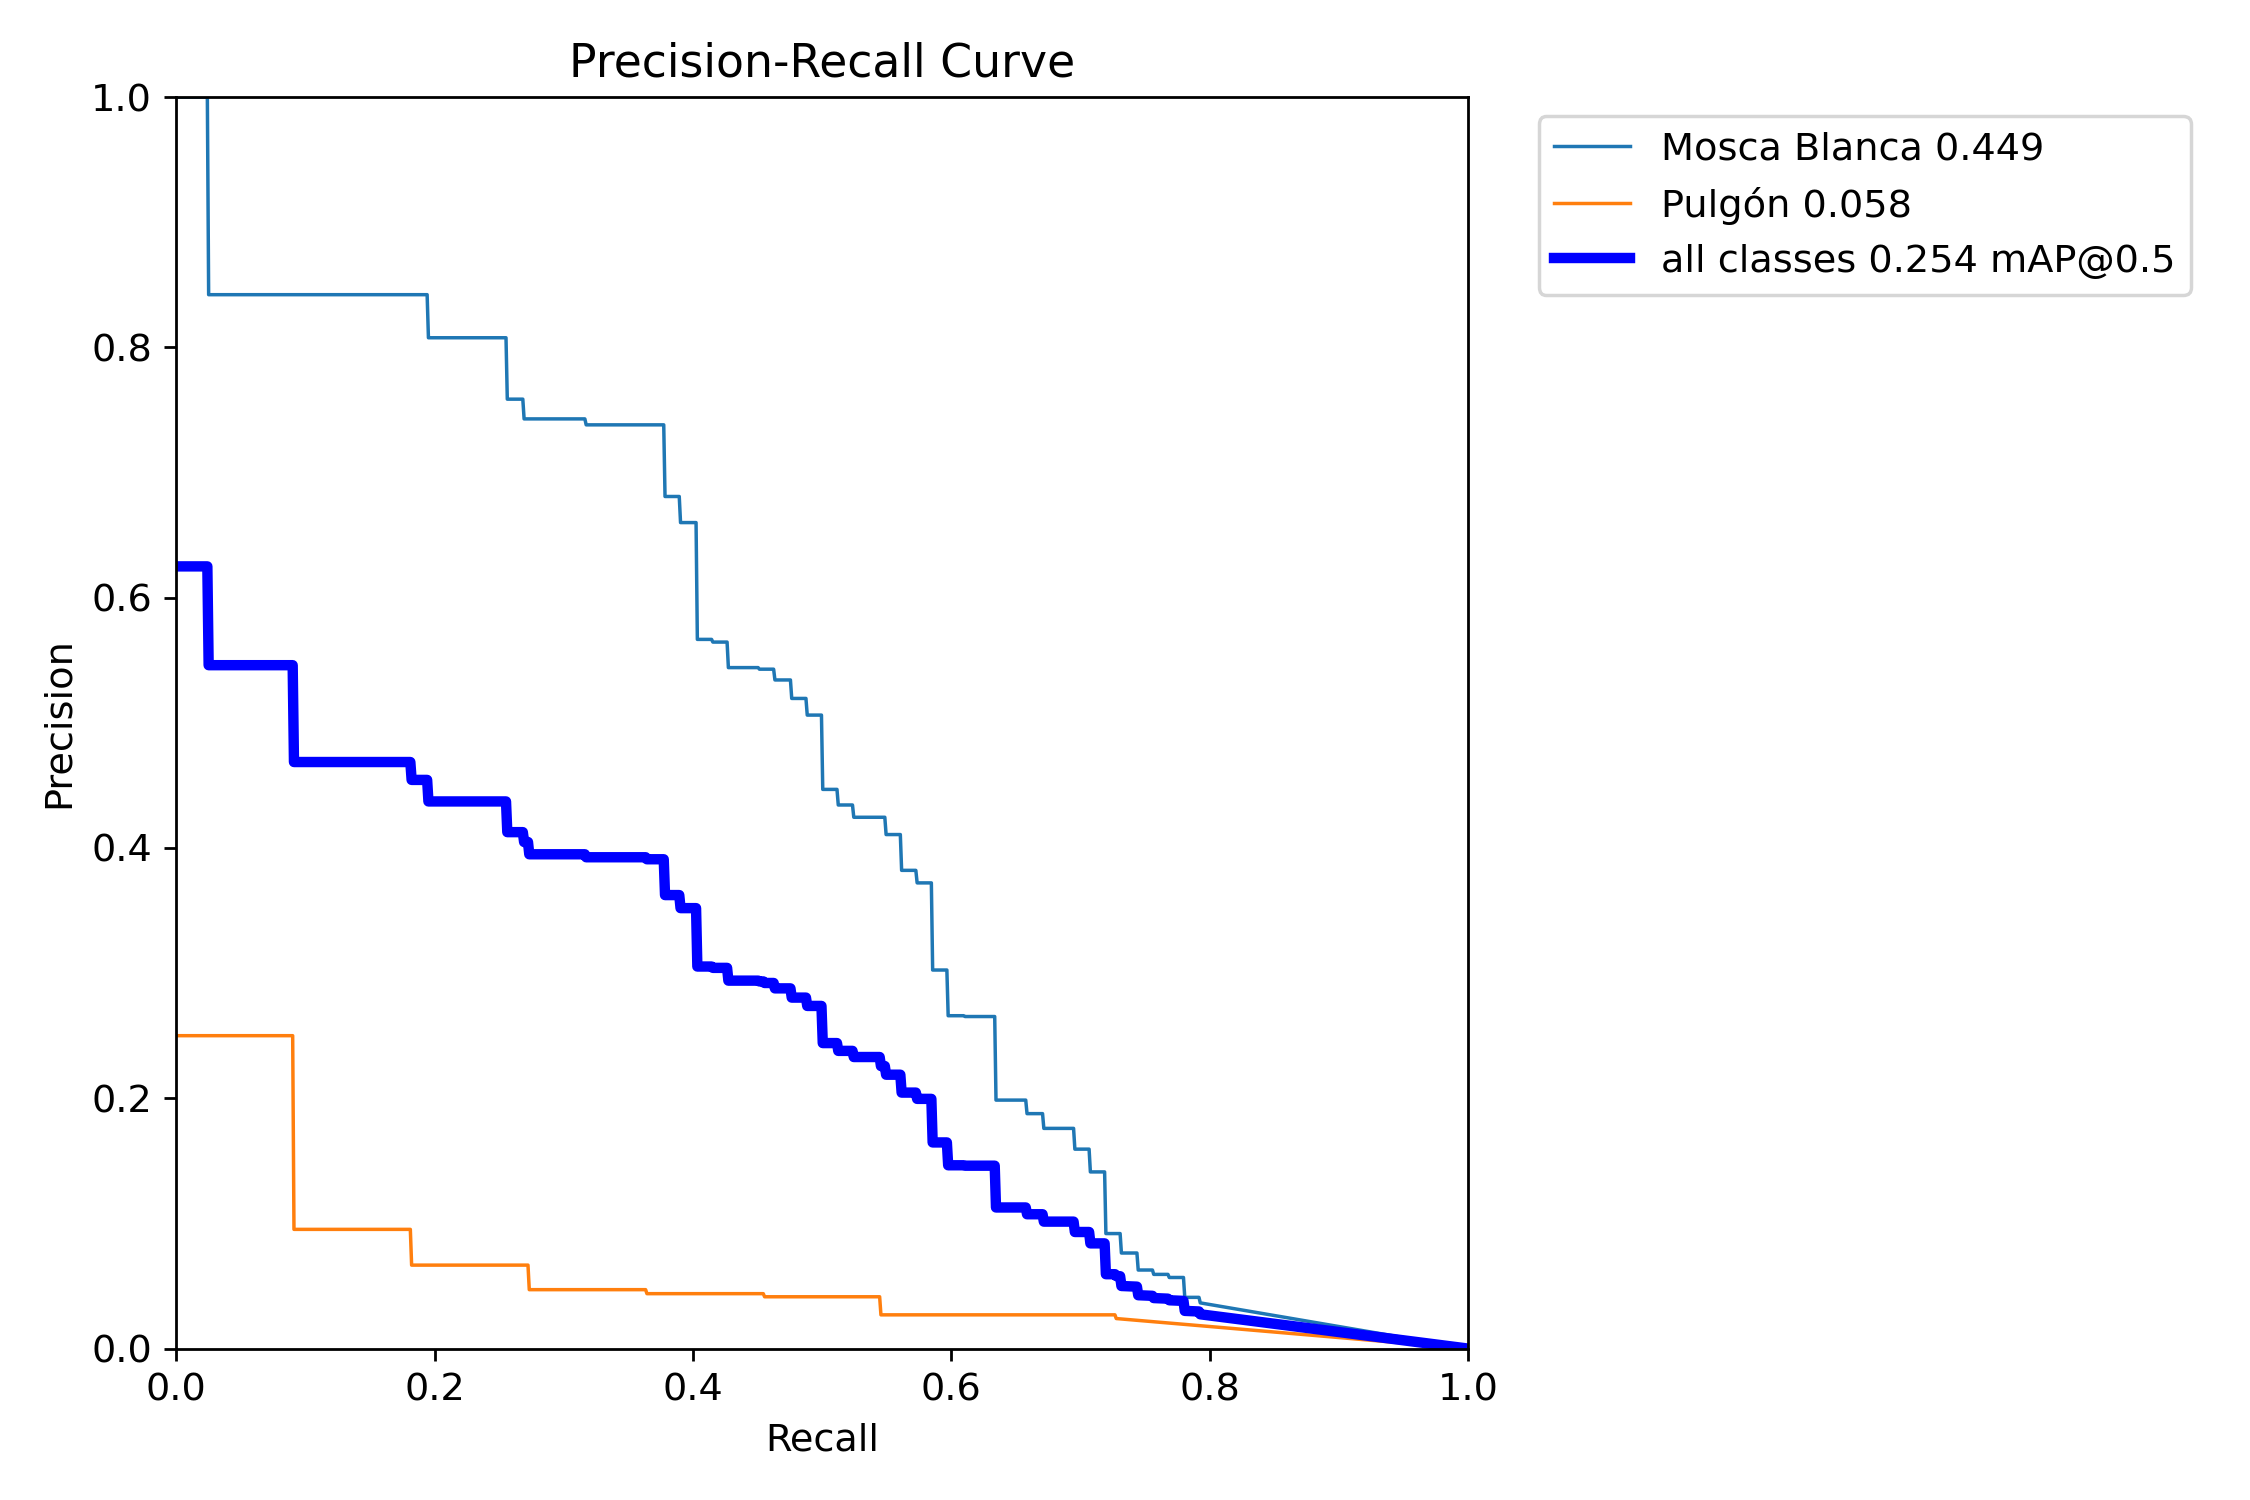 Precision-Recall Curve
1.0
0.8
0.6
0.4
0.2
0.0
Precision
0.0 0.2 0.4 0.6 0.8 1.0
Recall
Mosca Blanca 0.449
Pulgón 0.058
all classes 0.254 mAP@0.5